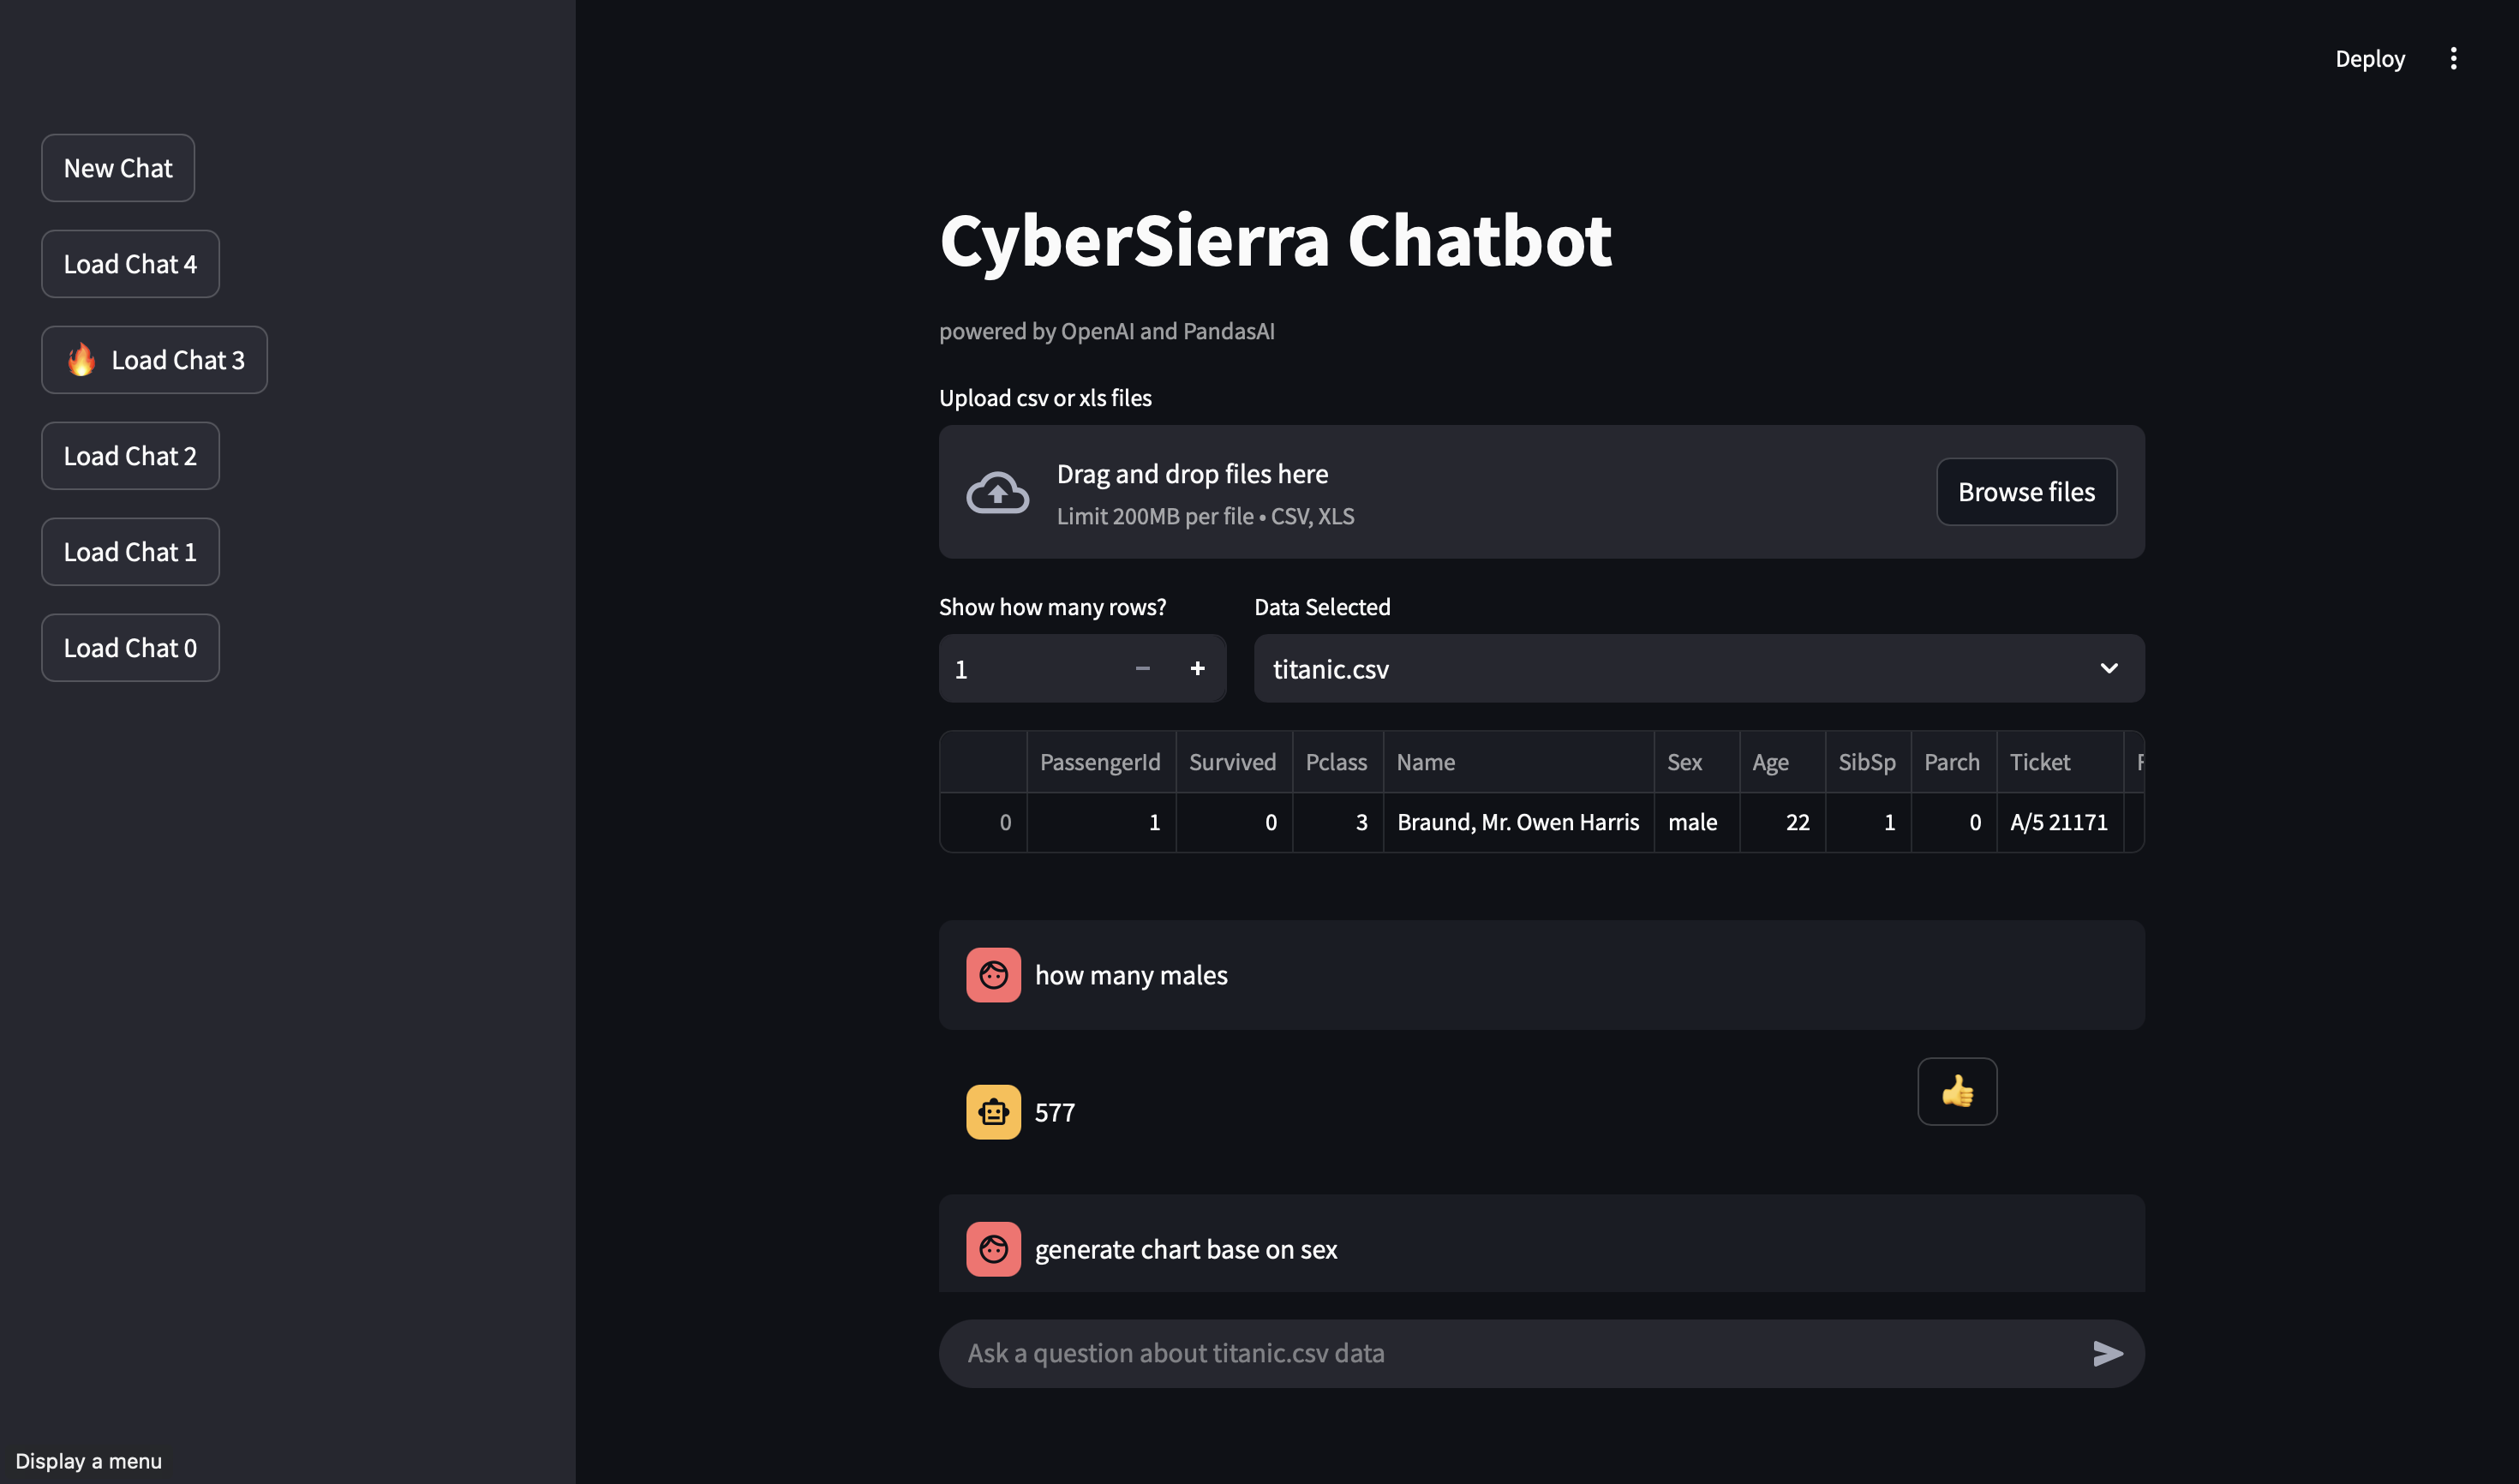 Deploy
New Chat
Load Chat 4
🔥 Load Chat 3
Load Chat 2
Load Chat 1
Load Chat 0
CyberSierra Chatbot
powered by OpenAI and PandasAI
Upload csv or xls files
Drag and drop files here
Limit 200MB per file • CSV, XLS
Browse files
Show how many rows? Data Selected
1 − + titanic.csv
PassengerId Survived Pclass Name Sex Age SibSp Parch Ticket
0 1 0 3 Braund, Mr. Owen Harris male 22 1 0 A/5 21171
how many males
577
generate chart base on sex
Ask a question about titanic.csv data
Display a menu